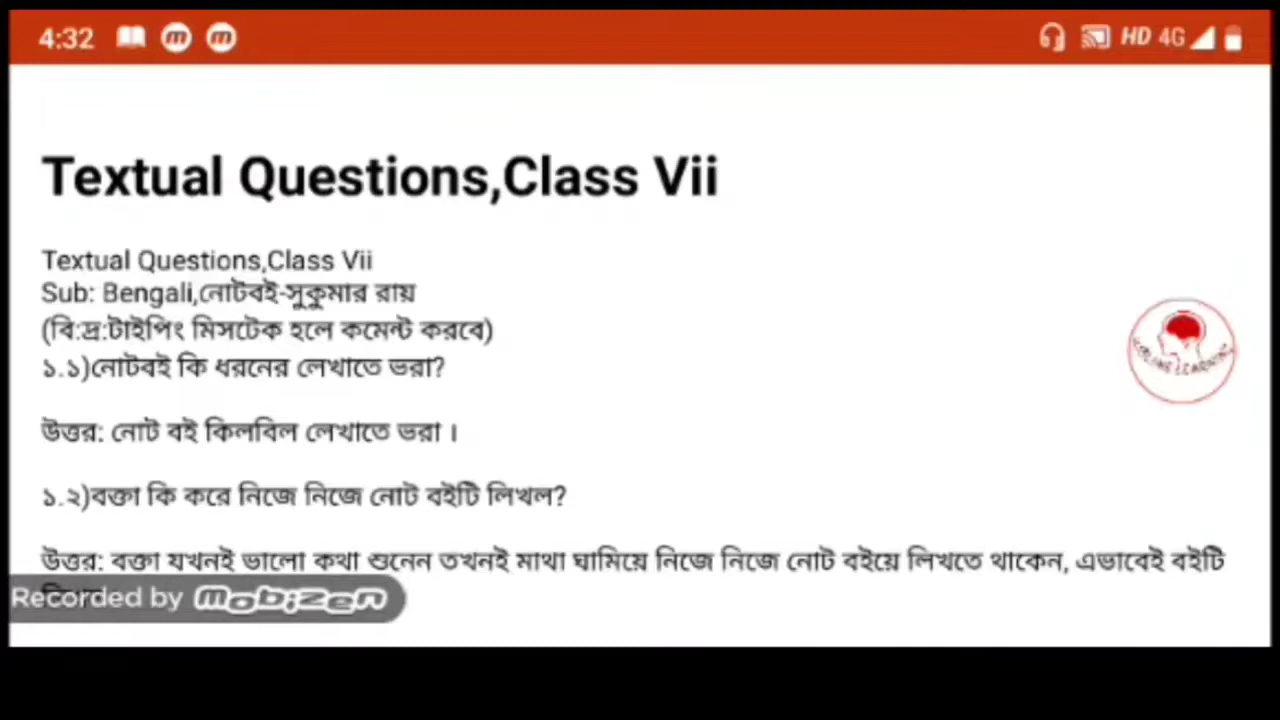 4:32 HD 4G
Textual Questions,Class Vii
Textual Questions,Class Vii
Sub: Bengali,নোটবই-সুকুমার রায়
(বি:দ্র:টাইপিং মিসটেক হলে কমেন্ট করবে)
১.১)নোটবই কি ধরনের লেখাতে ভরা?
উত্তর: নোট বই কিলবিল লেখাতে ভরা ।
১.২)বক্তা কি করে নিজে নিজে নোট বইটি লিখল?
উত্তর: বক্তা যখনই ভালো কথা শুনেন তখনই মাথা ঘামিয়ে নিজে নিজে নোট বইয়ে লিখতে থাকেন, এভাবেই বইটি
Recorded by mobizen